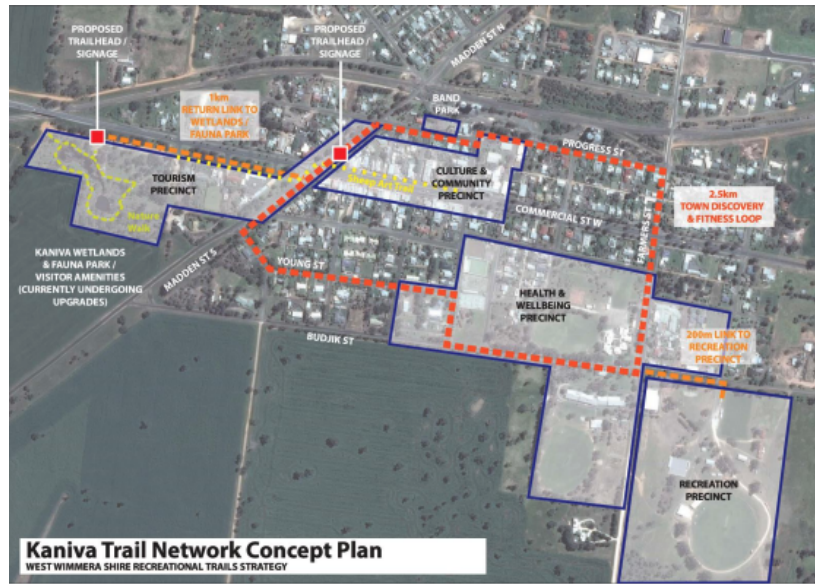 PROPOSED
TRAILHEAD /
SIGNAGE
PROPOSED
TRAILHEAD /
SIGNAGE
MADDEN ST N
1km
RETURN LINK TO
WETLANDS /
FAUNA PARK
BAND
PARK
PROGRESS ST
TOURISM
PRECINCT
CULTURE &
COMMUNITY
PRECINCT
Sheep Art Trail
2.5km
TOWN DISCOVERY
& FITNESS LOOP
COMMERCIAL ST W
FARMERS ST
Nature
Walk
KANIVA WETLANDS
& FAUNA PARK /
VISITOR AMENITIES
(CURRENTLY UNDERGOING
UPGRADES)
MADDEN ST S
YOUNG ST
HEALTH &
WELLBEING
PRECINCT
BUDJIK ST
200m LINK TO
RECREATION
PRECINCT
RECREATION
PRECINCT
Kaniva Trail Network Concept Plan
WEST WIMMERA SHIRE RECREATIONAL TRAILS STRATEGY